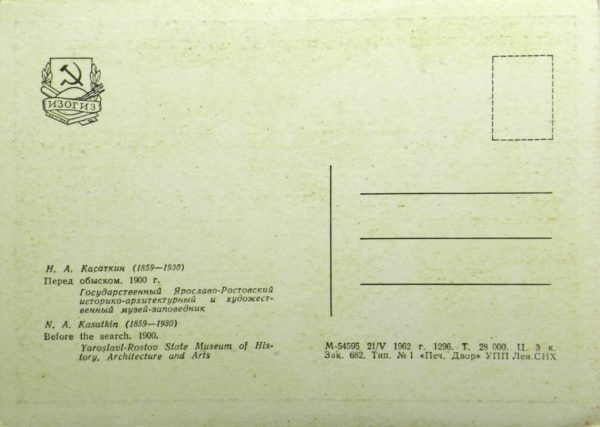 ИЗОГИЗ
Н. А. Касаткин (1859—1930)
Перед обыском. 1900 г.
Государственный Ярославо-Ростовский
историко-архитектурный и художест-
венный музей-заповедник
N. A. Kasatkin (1859—1930)
Before the search. 1900.
Yaroslavl-Rostov State Museum of His-
tory, Architecture and Arts
М-54595 21/V 1962 г. 1296. Т. 28 000. Ц. 3 к.
Зак. 682. Тип. № 1 «Печ. Двор» УПП Лен.СНХ